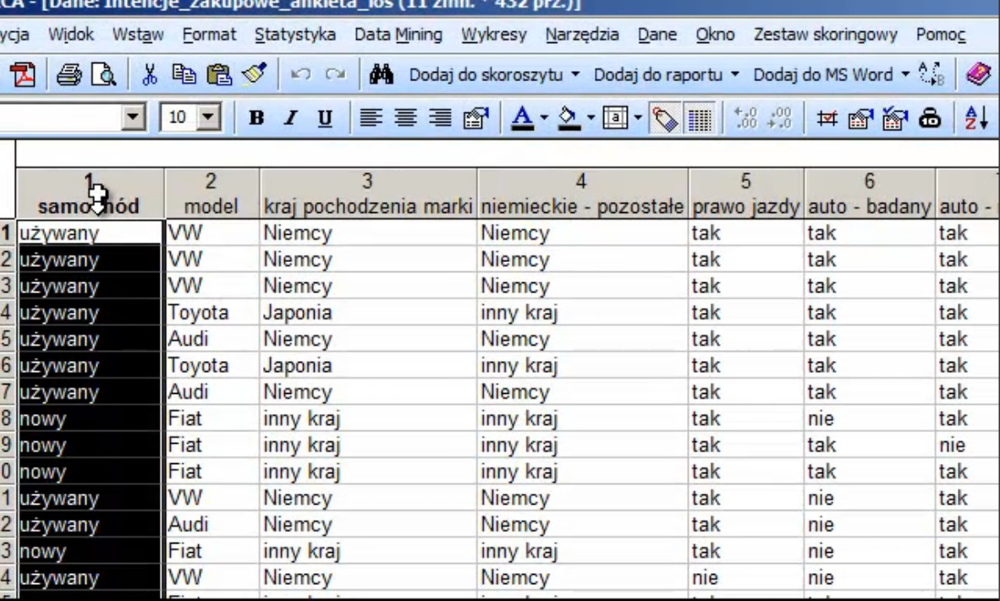 CA - [Dane: Intencje_zakupowe_ankieta_los (11 zmn. * 432 prz.)]
ycja Widok Wstaw Format Statystyka Data Mining Wykresy Narzędzia Dane Okno Zestaw skoringowy Pomoc
Dodaj do skoroszytu Dodaj do raportu Dodaj do MS Word
10 B I U
1 2 3 4 5 6
samochód model kraj pochodzenia marki niemieckie - pozostałe prawo jazdy auto - badany auto -
1 używany VW Niemcy Niemcy tak tak tak
2 używany VW Niemcy Niemcy tak tak tak
3 używany VW Niemcy Niemcy tak tak tak
4 używany Toyota Japonia inny kraj tak tak tak
5 używany Audi Niemcy Niemcy tak tak tak
6 używany Toyota Japonia inny kraj tak tak tak
7 używany Audi Niemcy Niemcy tak tak tak
8 nowy Fiat inny kraj inny kraj tak nie tak
9 nowy Fiat inny kraj inny kraj tak tak nie
0 nowy Fiat inny kraj inny kraj tak tak tak
1 używany VW Niemcy Niemcy tak nie tak
2 używany Audi Niemcy Niemcy tak nie tak
3 nowy Fiat inny kraj inny kraj tak nie tak
4 używany VW Niemcy Niemcy nie nie tak